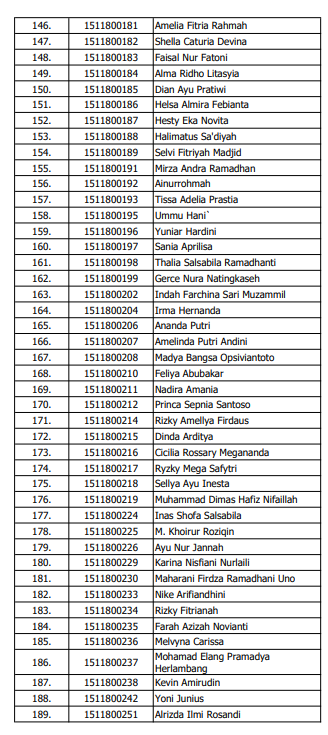 146. 1511800181 Amelia Fitria Rahmah
147. 1511800182 Shella Caturia Devina
148. 1511800183 Faisal Nur Fatoni
149. 1511800184 Alma Ridho Litasyia
150. 1511800185 Dian Ayu Pratiwi
151. 1511800186 Helsa Almira Febianta
152. 1511800187 Hesty Eka Novita
153. 1511800188 Halimatus Sa'diyah
154. 1511800189 Selvi Fitriyah Madjid
155. 1511800191 Mirza Andra Ramadhan
156. 1511800192 Ainurrohmah
157. 1511800193 Tissa Adelia Prastia
158. 1511800195 Ummu Hani`
159. 1511800196 Yuniar Hardini
160. 1511800197 Sania Aprilisa
161. 1511800198 Thalia Salsabila Ramadhanti
162. 1511800199 Gerce Nura Natingkaseh
163. 1511800202 Indah Farchina Sari Muzammil
164. 1511800204 Irma Hernanda
165. 1511800206 Ananda Putri
166. 1511800207 Amelinda Putri Andini
167. 1511800208 Madya Bangsa Opsiviantoto
168. 1511800210 Feliya Abubakar
169. 1511800211 Nadira Amania
170. 1511800212 Princa Sepnia Santoso
171. 1511800214 Rizky Amellya Firdaus
172. 1511800215 Dinda Arditya
173. 1511800216 Cicilia Rossary Megananda
174. 1511800217 Ryzky Mega Safytri
175. 1511800218 Sellya Ayu Inesta
176. 1511800219 Muhammad Dimas Hafiz Nifaillah
177. 1511800224 Inas Shofa Salsabila
178. 1511800225 M. Khoirur Roziqin
179. 1511800226 Ayu Nur Jannah
180. 1511800229 Karina Nisfiani Nurlaili
181. 1511800230 Maharani Firdza Ramadhani Uno
182. 1511800233 Nike Arifiandhini
183. 1511800234 Rizky Fitrianah
184. 1511800235 Farah Azizah Novianti
185. 1511800236 Melvyna Carissa
186. 1511800237 Mohamad Elang Pramadya
Herlambang
187. 1511800238 Kevin Amirudin
188. 1511800242 Yoni Junius
189. 1511800251 Alrizda Ilmi Rosandi